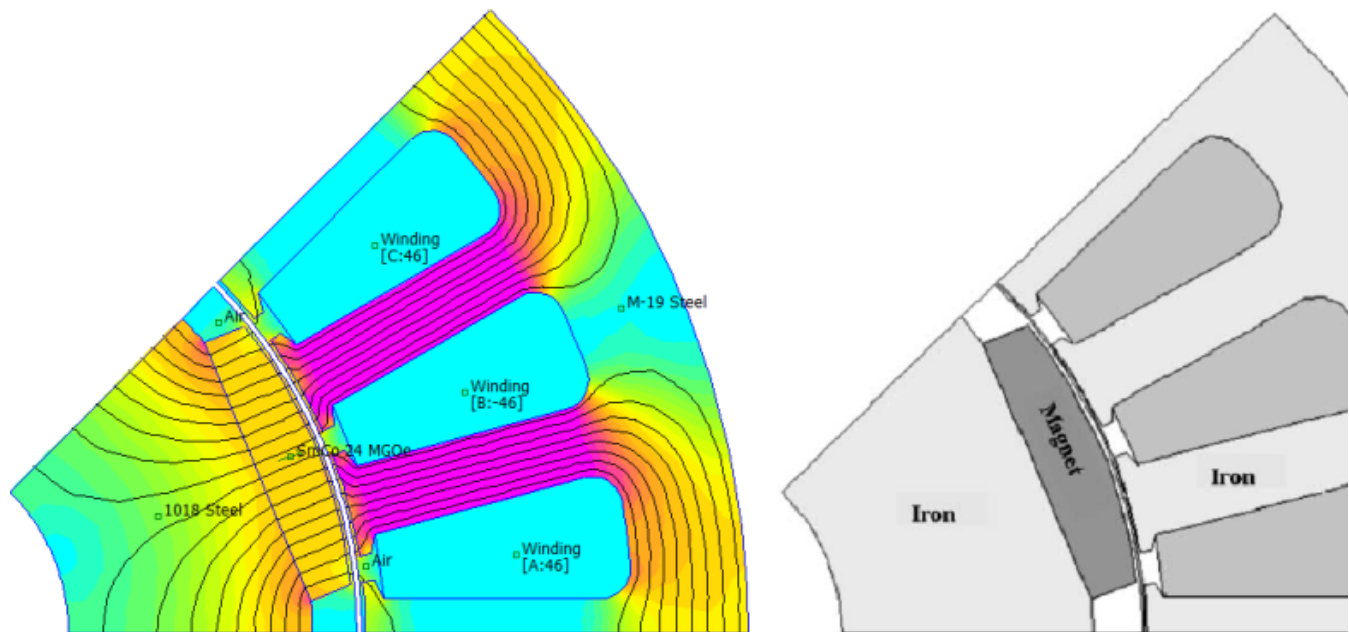 Winding
[C:46]
M-19 Steel
Air
Winding
[B:-46]
SmCo 24 MGOe
1018 Steel
Winding
[A:46]
Air
Magnet
Iron
Iron